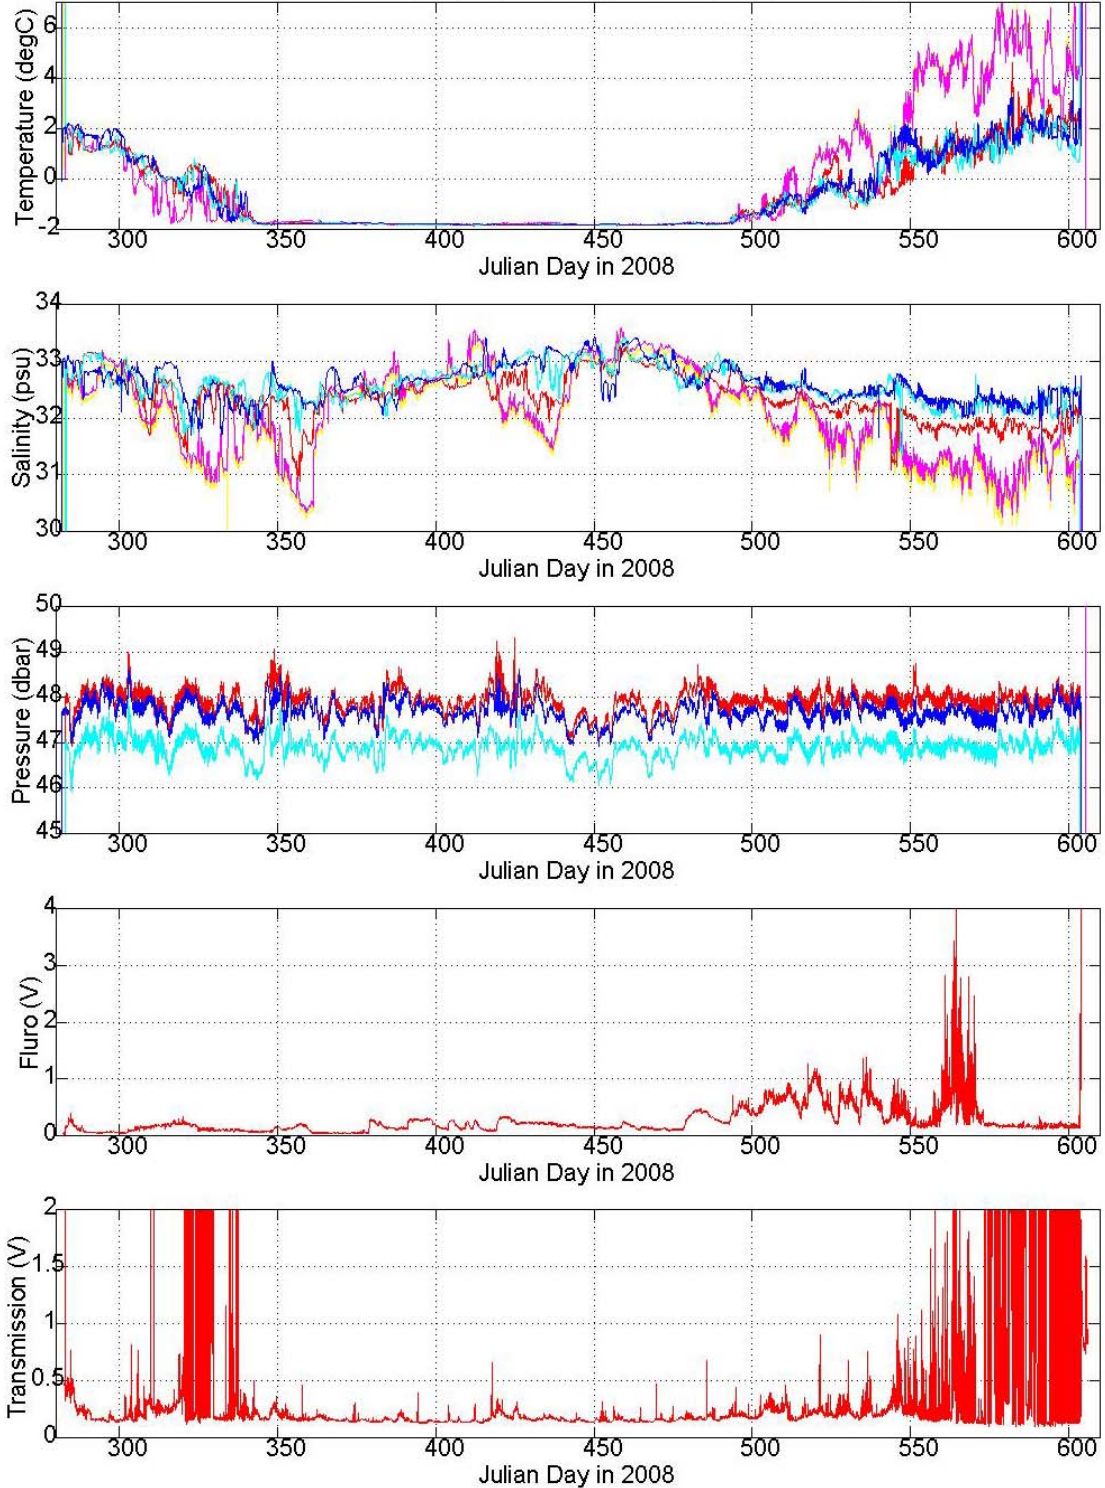 6
4
2
0
-2
Temperature (degC)
300 350 400 450 500 550 600
Julian Day in 2008
34
33
32
31
30
Salinity (psu)
300 350 400 450 500 550 600
Julian Day in 2008
50
49
48
47
46
45
Pressure (dbar)
300 350 400 450 500 550 600
Julian Day in 2008
4
3
2
1
0
Fluro (V)
300 350 400 450 500 550 600
Julian Day in 2008
2
1.5
1
0.5
0
Transmission (V)
300 350 400 450 500 550 600
Julian Day in 2008